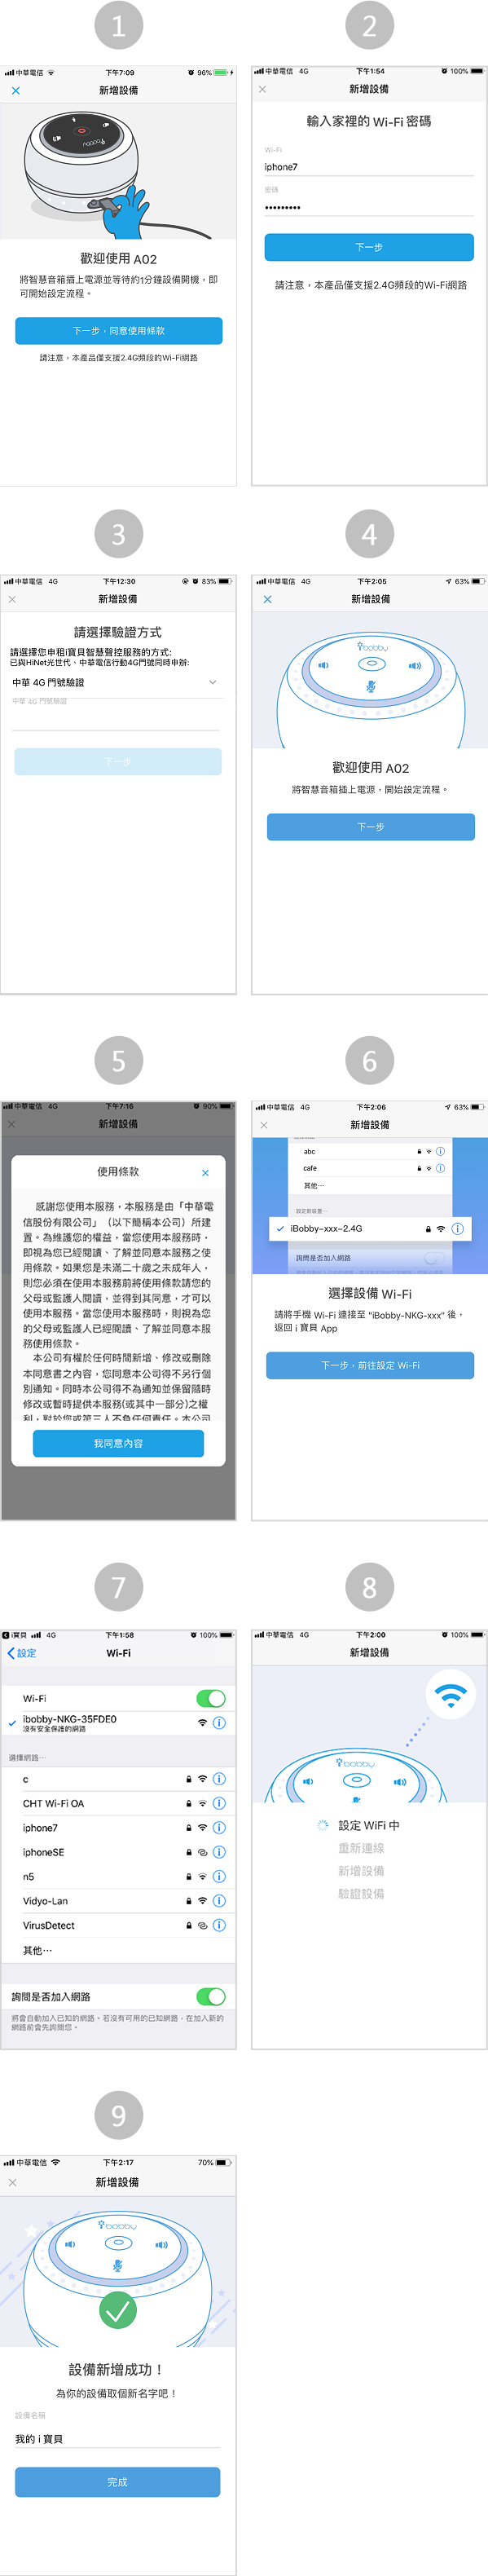 1
中華電信
下午7:09
96%
新增設備
bobby
歡迎使用 A02
將智慧音箱插上電源並等待約1分鐘設備開機，即
可開始設定流程。
下一步，同意使用條款
請注意，本產品僅支援2.4G頻段的Wi-Fi網路
2
中華電信 4G
下午1:54
100%
新增設備
輸入家裡的 Wi-Fi 密碼
Wi-Fi
iphone7
密碼
•••••••••
下一步
請注意，本產品僅支援2.4G頻段的Wi-Fi網路
3
中華電信 4G
下午12:30
83%
新增設備
請選擇驗證方式
請選擇您申租i寶貝智慧聲控服務的方式:
已與HiNet光世代、中華電信行動4G門號同時申辦:
中華 4G 門號驗證
中華 4G 門號驗證
下一步
4
中華電信 4G
下午2:05
63%
新增設備
bobby
歡迎使用 A02
將智慧音箱插上電源，開始設定流程。
下一步
5
中華電信 4G
下午7:16
90%
新增設備
使用條款
感謝您使用本服務，本服務是由「中華電
信股份有限公司」（以下簡稱本公司）所建
置。為維護您的權益，當您使用本服務時，
即視為您已經閱讀、了解並同意本服務之使
用條款。如果您是未滿二十歲之未成年人，
則您必須在使用本服務前將使用條款請您的
父母或監護人閱讀，並得到其同意，才可以
使用本服務。當您使用本服務時，則視為您
的父母或監護人已經閱讀、了解並同意本服
務使用條款。
本公司有權於任何時間新增、修改或刪除
本同意書之內容，您同意本公司得不另行個
別通知。同時本公司得不為通知並保留隨時
修改或暫時提供本服務(或其中一部分)之權
利，對於您或第三人不負任何責任。本公司
我同意內容
6
中華電信 4G
下午2:06
63%
新增設備
abc
cafe
其他…
設定新裝置…
iBobby-xxx-2.4G
詢問是否加入網路
選擇設備 Wi-Fi
請將手機 Wi-Fi 連接至 "iBobby-NKG-xxx" 後，
返回 i 寶貝 App
下一步，前往設定 Wi-Fi
7
i寶貝 4G
下午1:58
100%
設定
Wi-Fi
Wi-Fi
ibobby-NKG-35FDE0
沒有安全保護的網路
選擇網路…
c
CHT Wi-Fi OA
iphone7
iphoneSE
n5
Vidyo-Lan
VirusDetect
其他…
詢問是否加入網路
將會自動加入已知的網路。若沒有可用的已知網路，在加入新的
網路前會先詢問您。
8
中華電信 4G
下午2:00
100%
新增設備
bobby
設定 WiFi 中
重新連線
新增設備
驗證設備
9
中華電信
下午2:17
70%
新增設備
bobby
設備新增成功！
為你的設備取個新名字吧！
設備名稱
我的 i 寶貝
完成